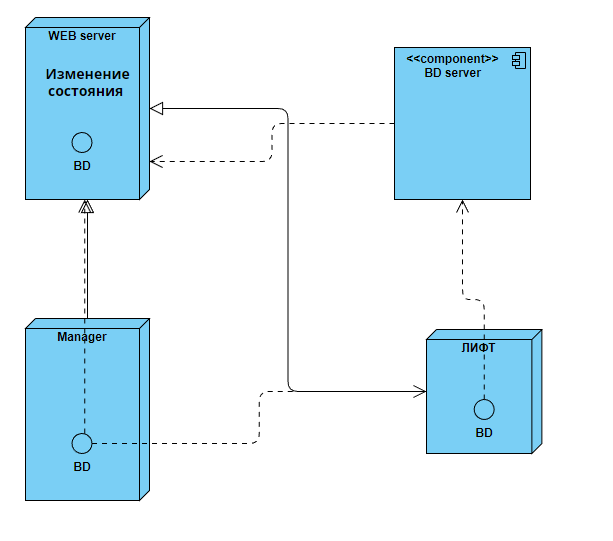 WEB server
Изменение
состояния
BD
<<component>>
BD server
Manager
BD
ЛИФТ
BD